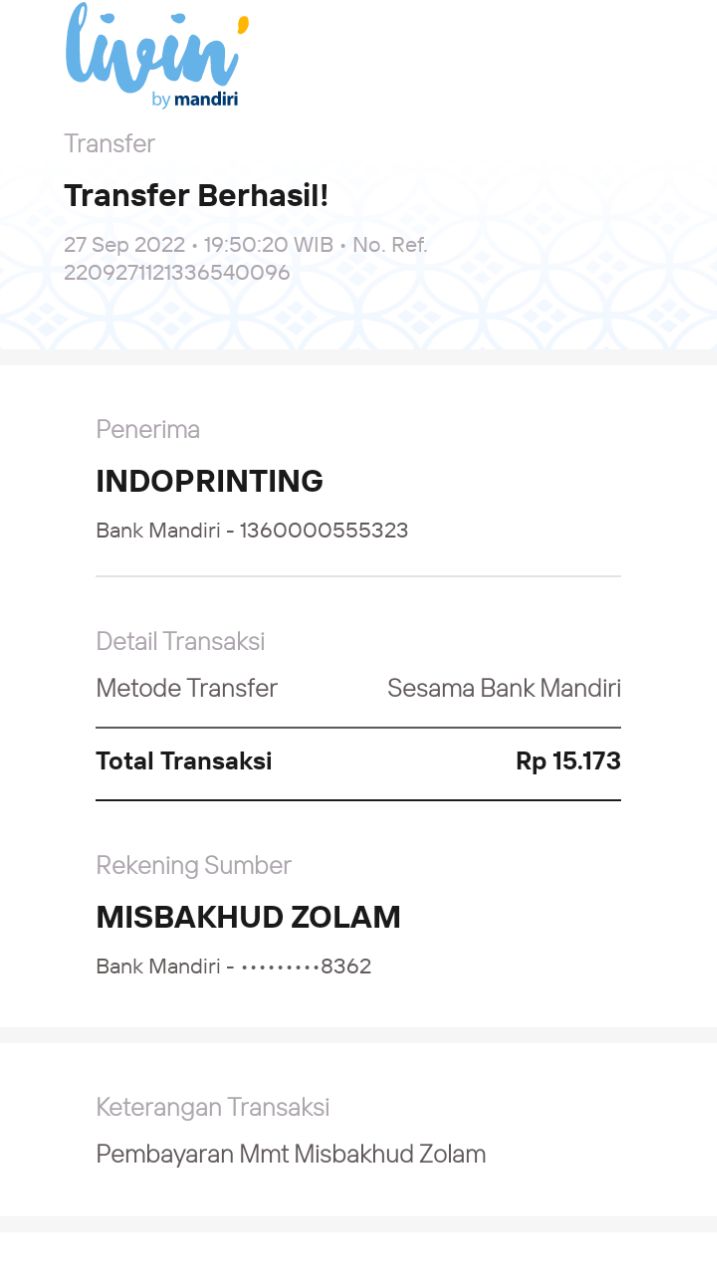 livin'
by mandiri
Transfer
Transfer Berhasil!
27 Sep 2022 • 19:50:20 WIB • No. Ref.
2209271121336540096
Penerima
INDOPRINTING
Bank Mandiri - 1360000555323
Detail Transaksi
Metode Transfer Sesama Bank Mandiri
Total Transaksi Rp 15.173
Rekening Sumber
MISBAKHUD ZOLAM
Bank Mandiri - •••••••••8362
Keterangan Transaksi
Pembayaran Mmt Misbakhud Zolam